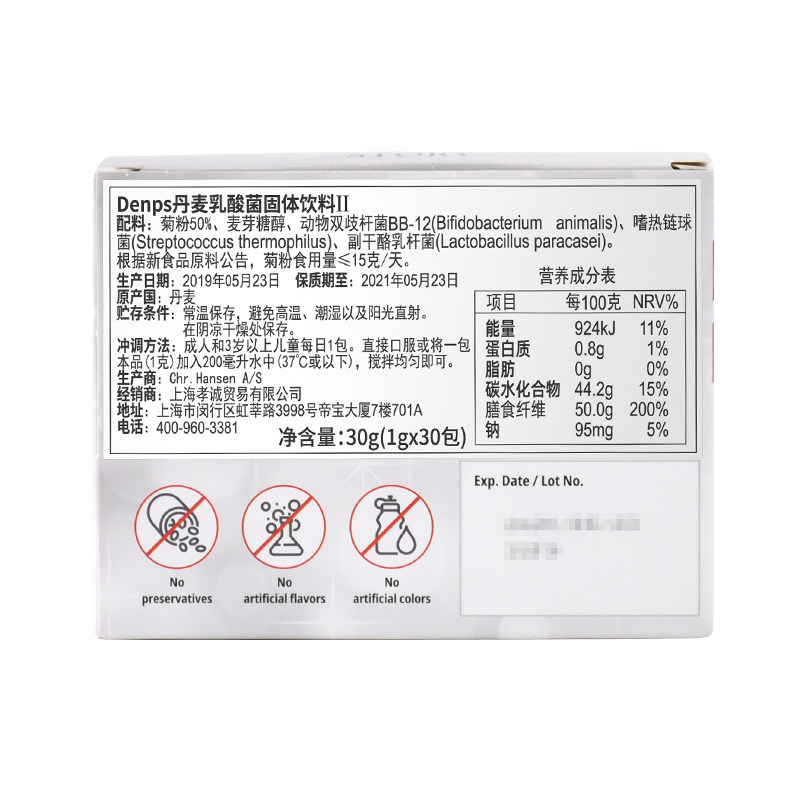 Denps丹麦乳酸菌固体饮料II
配料：菊粉50%、麦芽糖醇、动物双歧杆菌BB-12(Bifidobacterium animalis)、嗜热链球
菌(Streptococcus thermophilus)、副干酪乳杆菌(Lactobacillus paracasei)。
根据新食品原料公告，菊粉食用量≤15克/天。
生产日期：2019年05月23日 保质期至：2021年05月23日
原产国：丹麦
贮存条件：常温保存，避免高温、潮湿以及阳光直射。
在阴凉干燥处保存。
冲调方法：成人和3岁以上儿童每日1包。直接口服或将一包
本品(1克)加入200毫升水中(37℃或以下)，搅拌均匀即可。
生产商：Chr.Hansen A/S
经销商：上海孝诚贸易有限公司
地址：上海市闵行区虹莘路3998号帝宝大厦7楼701A
电话：400-960-3381
净含量：30g(1gx30包)
营养成分表
项目 每100克 NRV%
能量 924kJ 11%
蛋白质 0.8g 1%
脂肪 0g 0%
碳水化合物 44.2g 15%
膳食纤维 50.0g 200%
钠 95mg 5%
No
preservatives
No
artificial flavors
No
artificial colors
Exp. Date / Lot No.